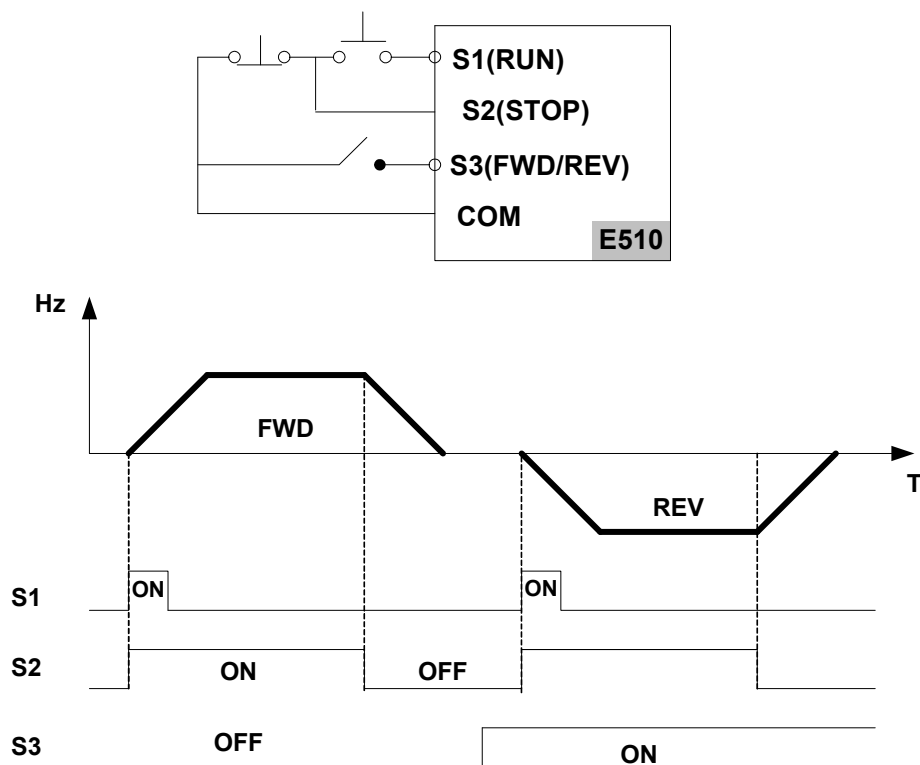 S1(RUN)
S2(STOP)
S3(FWD/REV)
COM
E510
Hz
FWD
T
REV
S1
ON
ON
S2
ON
OFF
S3
OFF
ON